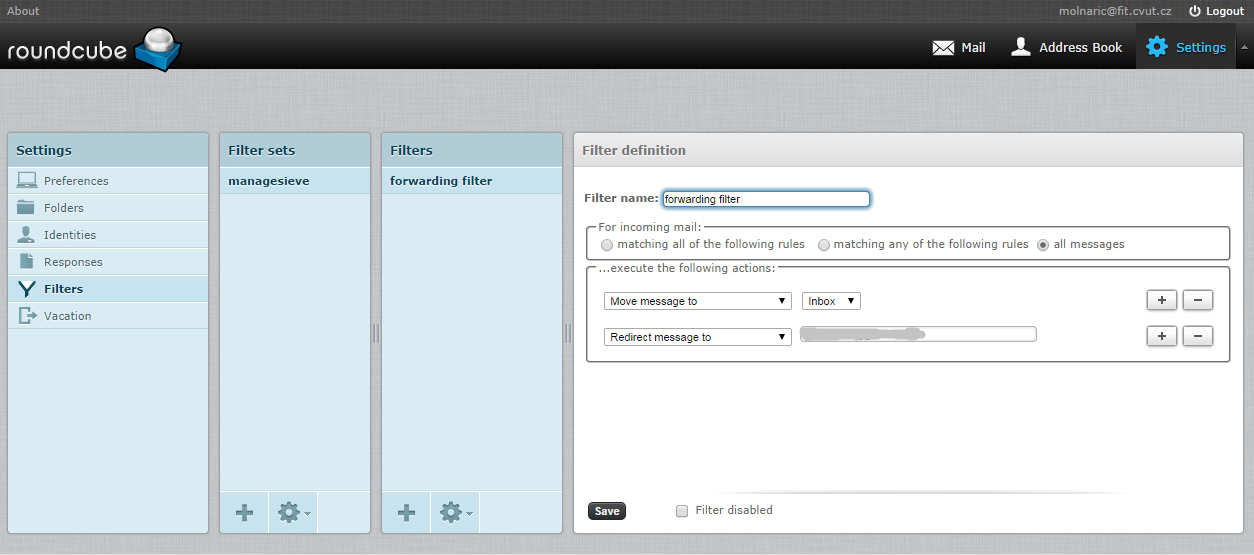 About
molnaric@fit.cvut.cz Logout
roundcube
Mail Address Book Settings
Settings
Preferences
Folders
Identities
Responses
Filters
Vacation
Filter sets
managesieve
Filters
forwarding filter
Filter definition
Filter name: forwarding filter
For incoming mail:
matching all of the following rules matching any of the following rules all messages
...execute the following actions:
Move message to Inbox + −
Redirect message to + −
Save Filter disabled